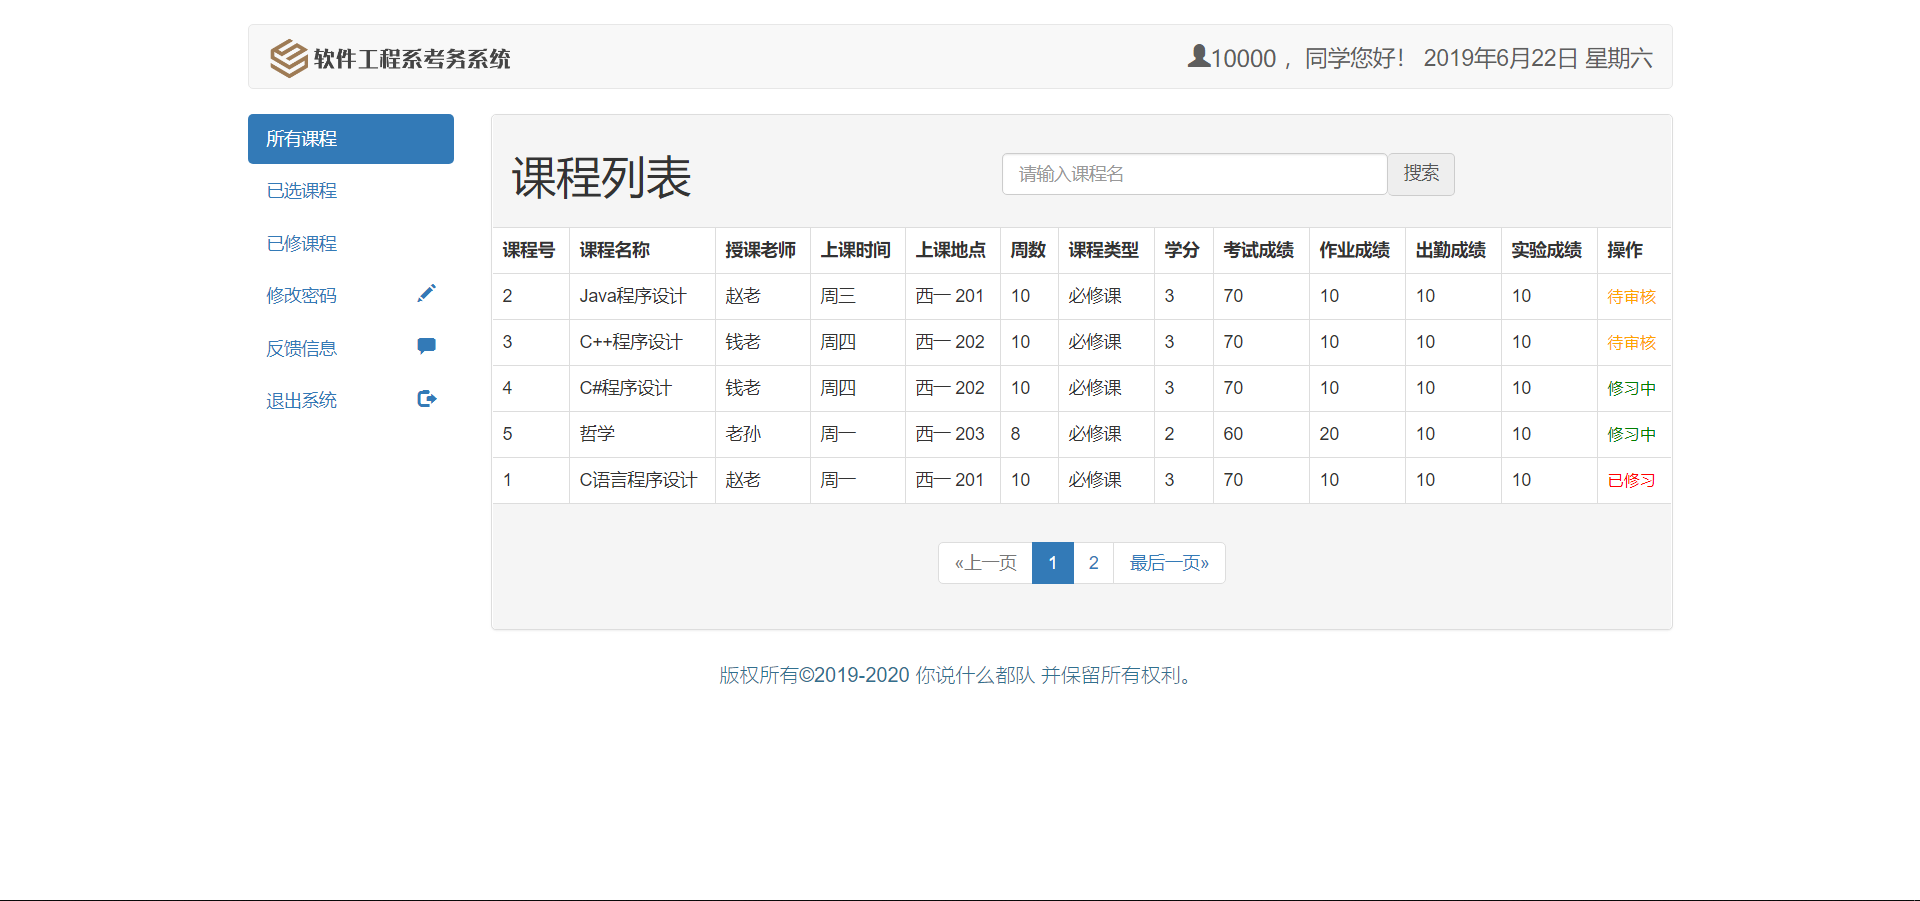 软件工程系考务系统
10000 ，同学您好！ 2019年6月22日 星期六
所有课程
已选课程
已修课程
修改密码
反馈信息
退出系统
课程列表
请输入课程名 搜索
课程号 课程名称 授课老师 上课时间 上课地点 周数 课程类型 学分 考试成绩 作业成绩 出勤成绩 实验成绩 操作
2 Java程序设计 赵老 周三 西一 201 10 必修课 3 70 10 10 10 待审核
3 C++程序设计 钱老 周四 西一 202 10 必修课 3 70 10 10 10 待审核
4 C#程序设计 钱老 周四 西一 202 10 必修课 3 70 10 10 10 修习中
5 哲学 老孙 周一 西一 203 8 必修课 2 60 20 10 10 修习中
1 C语言程序设计 赵老 周一 西一 201 10 必修课 3 70 10 10 10 已修习
«上一页 1 2 最后一页»
版权所有©2019-2020 你说什么都队 并保留所有权利。